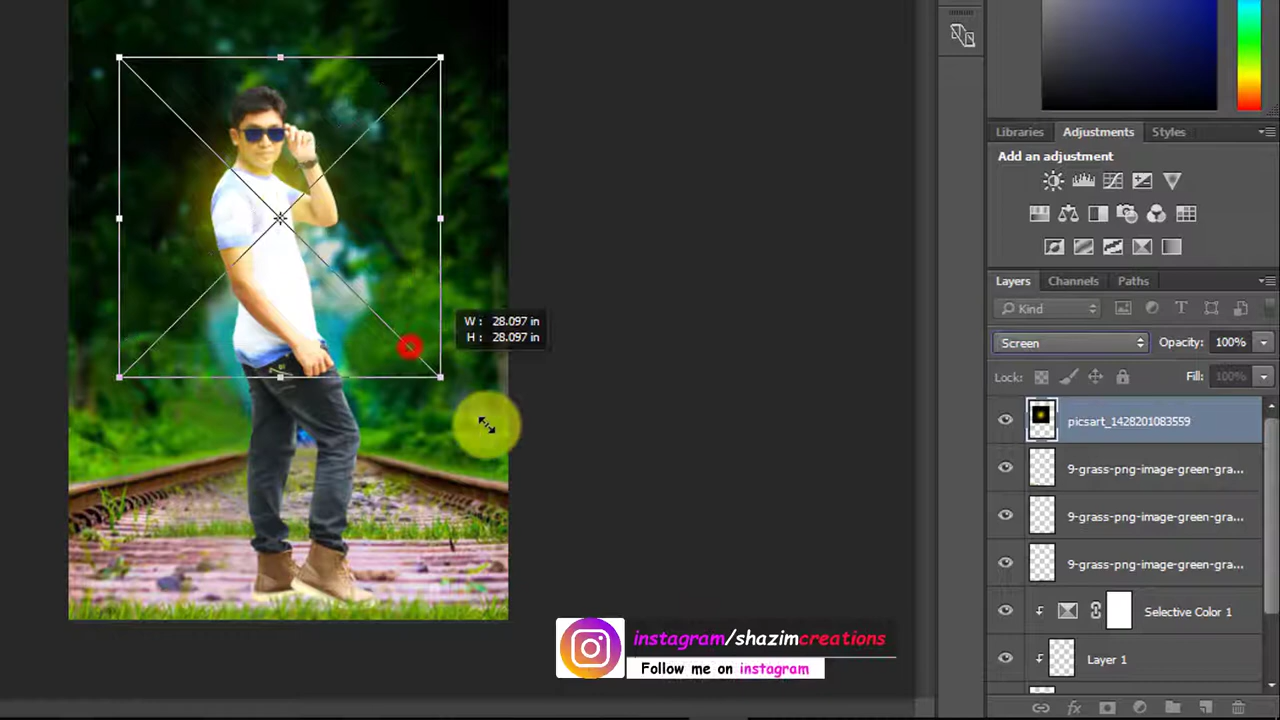 Libraries Adjustments Styles
Add an adjustment
Layers Channels Paths
Kind
Screen Opacity: 100%
Lock: Fill: 100%
W: 28.097 in
H: 28.097 in
picsart_1428201083559
9-grass-png-image-green-gra...
9-grass-png-image-green-gra...
9-grass-png-image-green-gra...
Selective Color 1
Layer 1
instagram/shazimcreations
Follow me on instagram